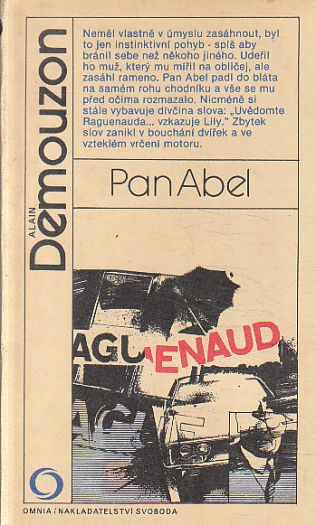 Neměl vlastně v úmyslu zasáhnout, byl
to jen instinktivní pohyb - spíš aby
bránil sebe než někoho jiného. Udeřil
ho muž, který mu mířil na obličej, ale
zasáhl rameno. Pan Abel padl do bláta
na samém rohu chodníku a vše se mu
před očima rozmazalo. Nicméně si
stále vybavuje dívčina slova: „Uvědomte
Raguenauda... vzkazuje Lily.” Zbytek
slov zanikl v bouchání dvířek a ve
vzteklém vrčení motoru.
ALAIN
Démouzon
Pan Abel
AGUENAUD
OMNIA / NAKLADATELSTVÍ SVOBODA